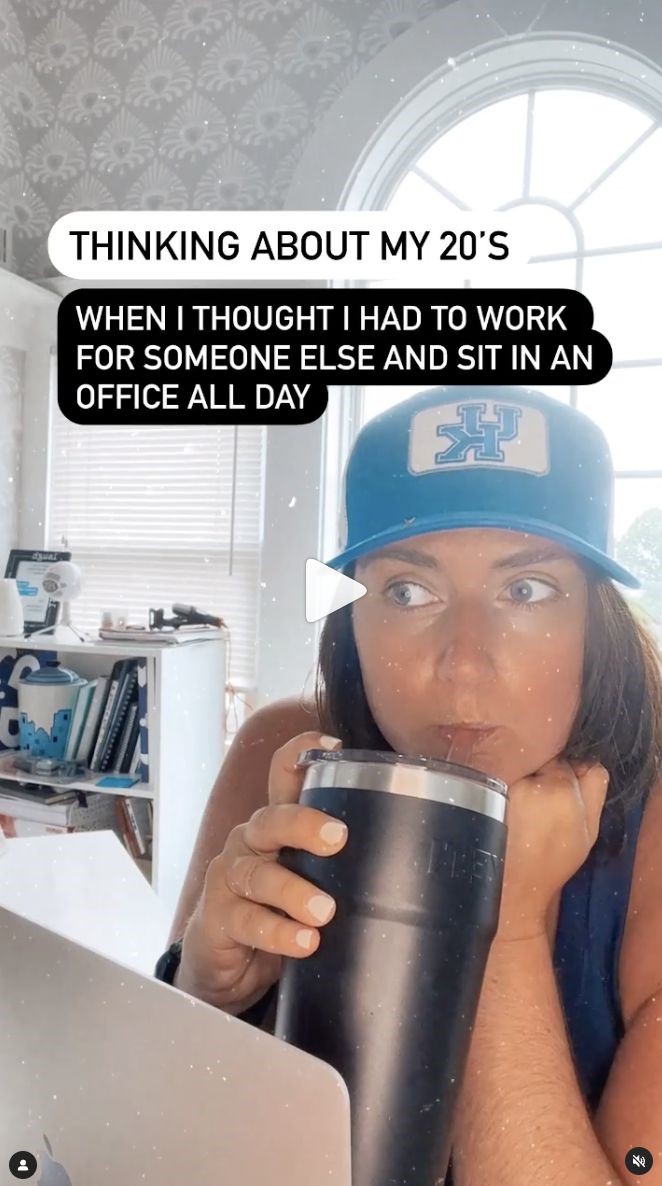 THINKING ABOUT MY 20'S
WHEN I THOUGHT I HAD TO WORK
FOR SOMEONE ELSE AND SIT IN AN
OFFICE ALL DAY
UK